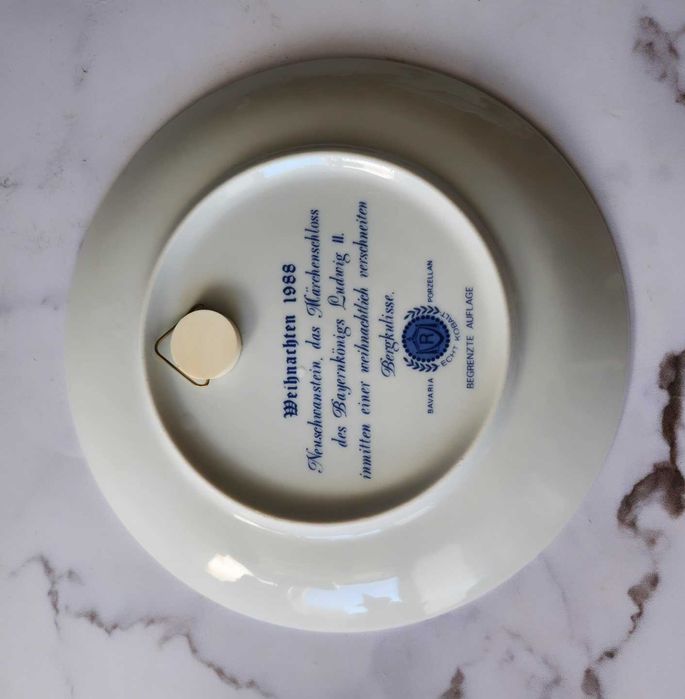 Weihnachten 1988
Neuschwanstein, das Märchenschloss
des Bayernkönigs Ludwig II.
inmitten einer weihnachtlich verschneiten
Bergkulisse.
R
ECHT KOBALT
BAVARIA PORZELLAN
BEGRENZTE AUFLAGE